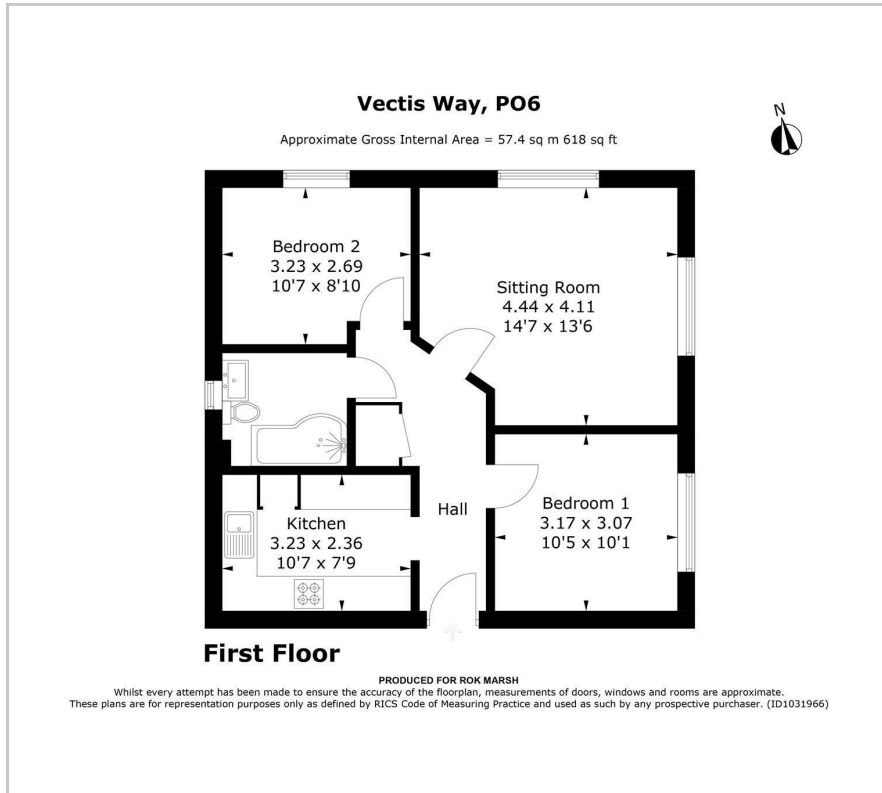 Vectis Way, PO6
N
Approximate Gross Internal Area = 57.4 sq m 618 sq ft
Bedroom 2
3.23 x 2.69
10'7 x 8'10
Sitting Room
4.44 x 4.11
14'7 x 13'6
Kitchen
3.23 x 2.36
10'7 x 7'9
Hall
Bedroom 1
3.17 x 3.07
10'5 x 10'1
First Floor
PRODUCED FOR ROK MARSH
Whilst every attempt has been made to ensure the accuracy of the floorplan, measurements of doors, windows and rooms are approximate.
These plans are for representation purposes only as defined by RICS Code of Measuring Practice and used as such by any prospective purchaser. (ID1031966)